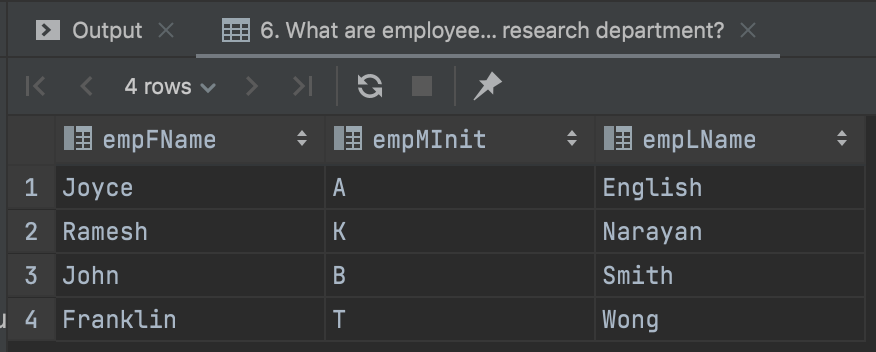 Output 6. What are employee... research department?
4 rows
empFName empMInit empLName
1 Joyce A English
2 Ramesh K Narayan
3 John B Smith
4 Franklin T Wong